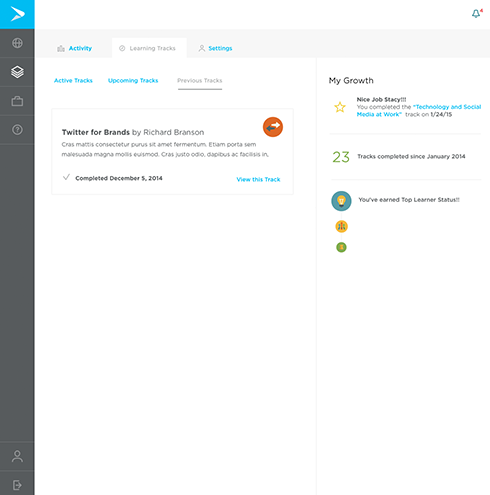 4
Activity
Learning Tracks
Settings
Active Tracks
Upcoming Tracks
Previous Tracks
Twitter for Brands by Richard Branson
Cras mattis consectetur purus sit amet fermentum. Etiam porta sem
malesuada magna mollis euismod. Cras justo odio, dapibus ac facilisis in,
Completed December 5, 2014
View this Track
My Growth
Nice Job Stacy!!!
You completed the "Technology and Social
Media at Work" track on 1/24/15
23 Tracks completed since January 2014
You've earned Top Learner Status!!